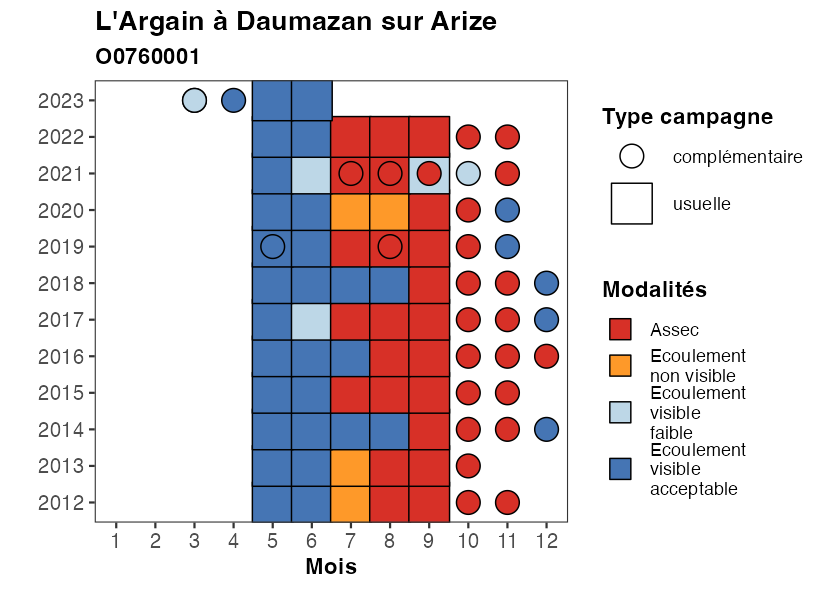 L'Argain à Daumazan sur Arize
O0760001
2023
2022
2021
2020
2019
2018
2017
2016
2015
2014
2013
2012
1 2 3 4 5 6 7 8 9 10 11 12
Mois
Type campagne
complémentaire
usuelle
Modalités
Assec
Ecoulement
non visible
Ecoulement
visible
faible
Ecoulement
visible
acceptable